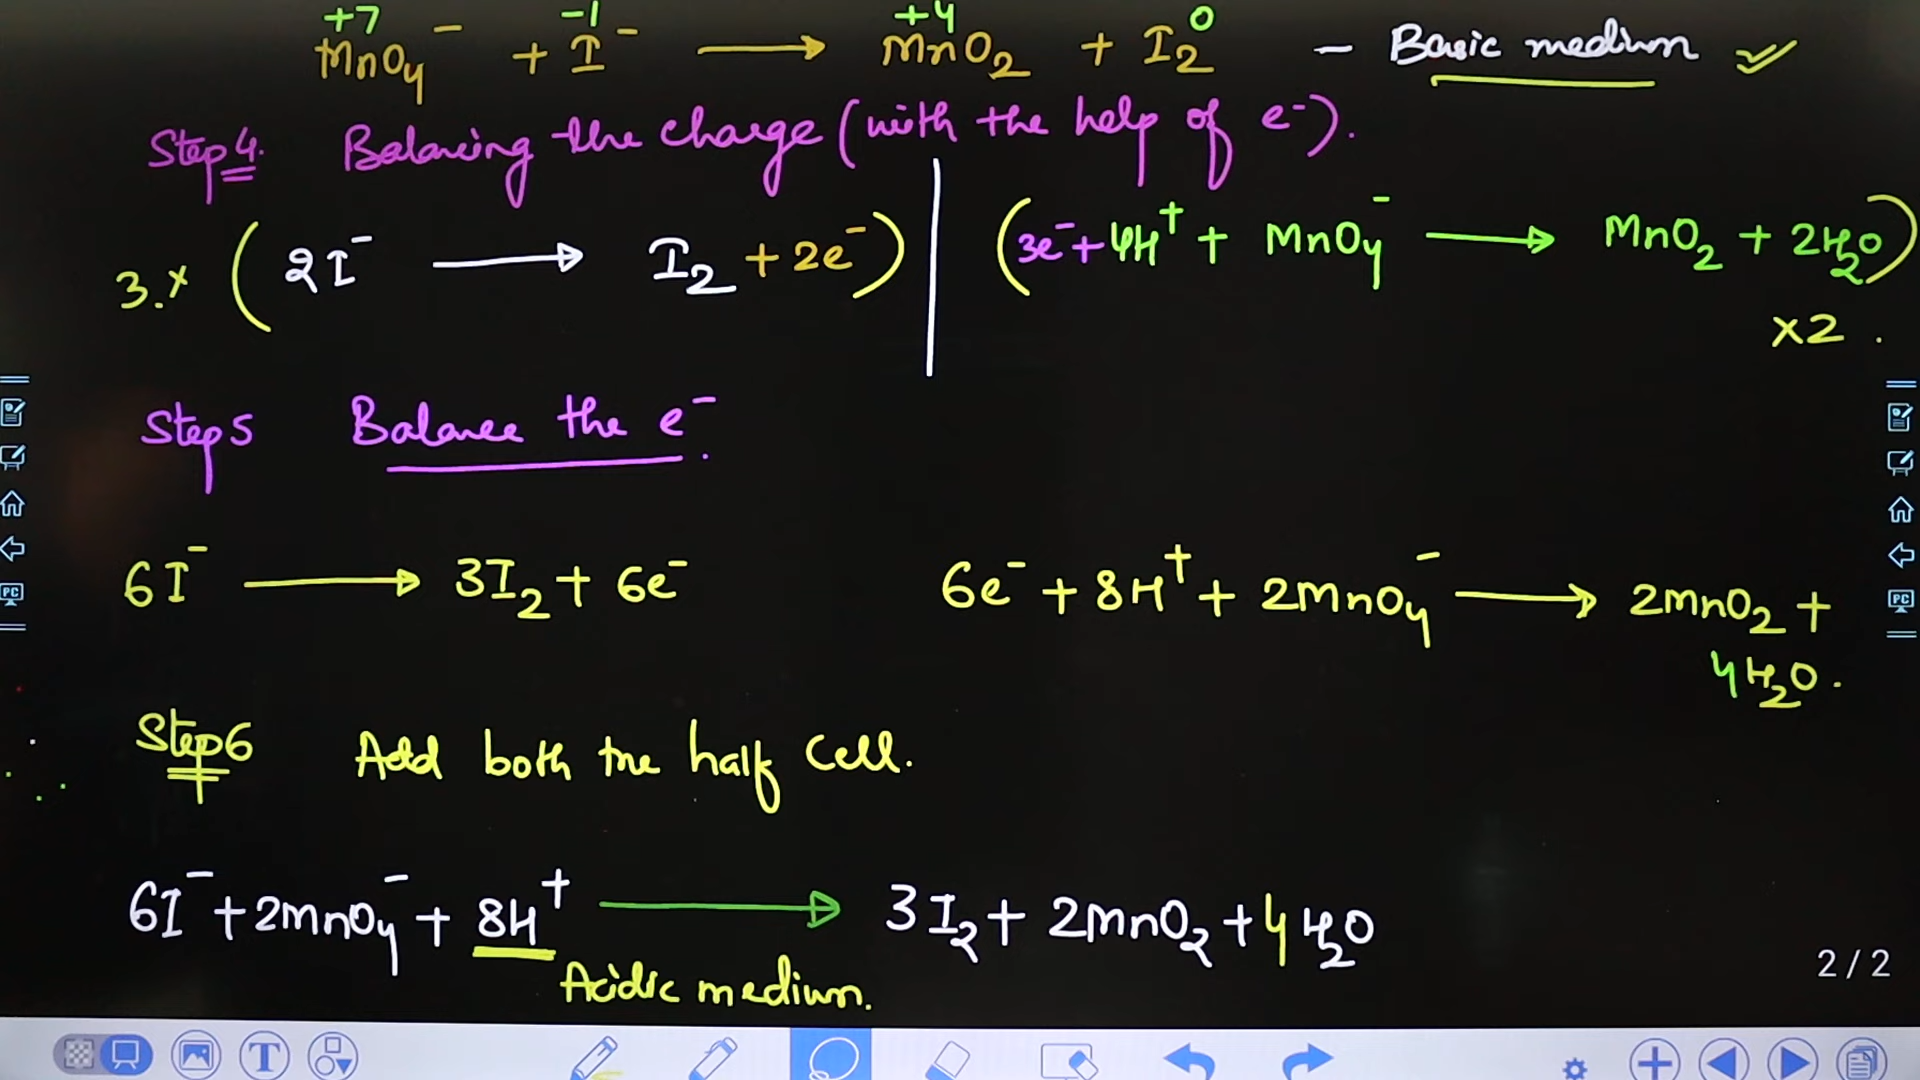 +7 -1 +4 0
MnO₄⁻ + I⁻ ⟶ MnO₂ + I₂ – Basic medium
Step 4. Balancing the charge (with the help of e⁻).
3.× (2I⁻ ⟶ I₂ + 2e⁻) | (3e⁻ + 4H⁺ + MnO₄⁻ ⟶ MnO₂ + 2H₂O)
×2.
Step 5 Balance the e⁻.
6I⁻ ⟶ 3I₂ + 6e⁻ 6e⁻ + 8H⁺ + 2MnO₄⁻ ⟶ 2MnO₂ +
4H₂O.
Step 6 Add both the half cell.
6I⁻ + 2MnO₄⁻ + 8H⁺ ⟶ 3I₂ + 2MnO₂ + 4H₂O
Acidic medium.
2/2
PC
PC
T